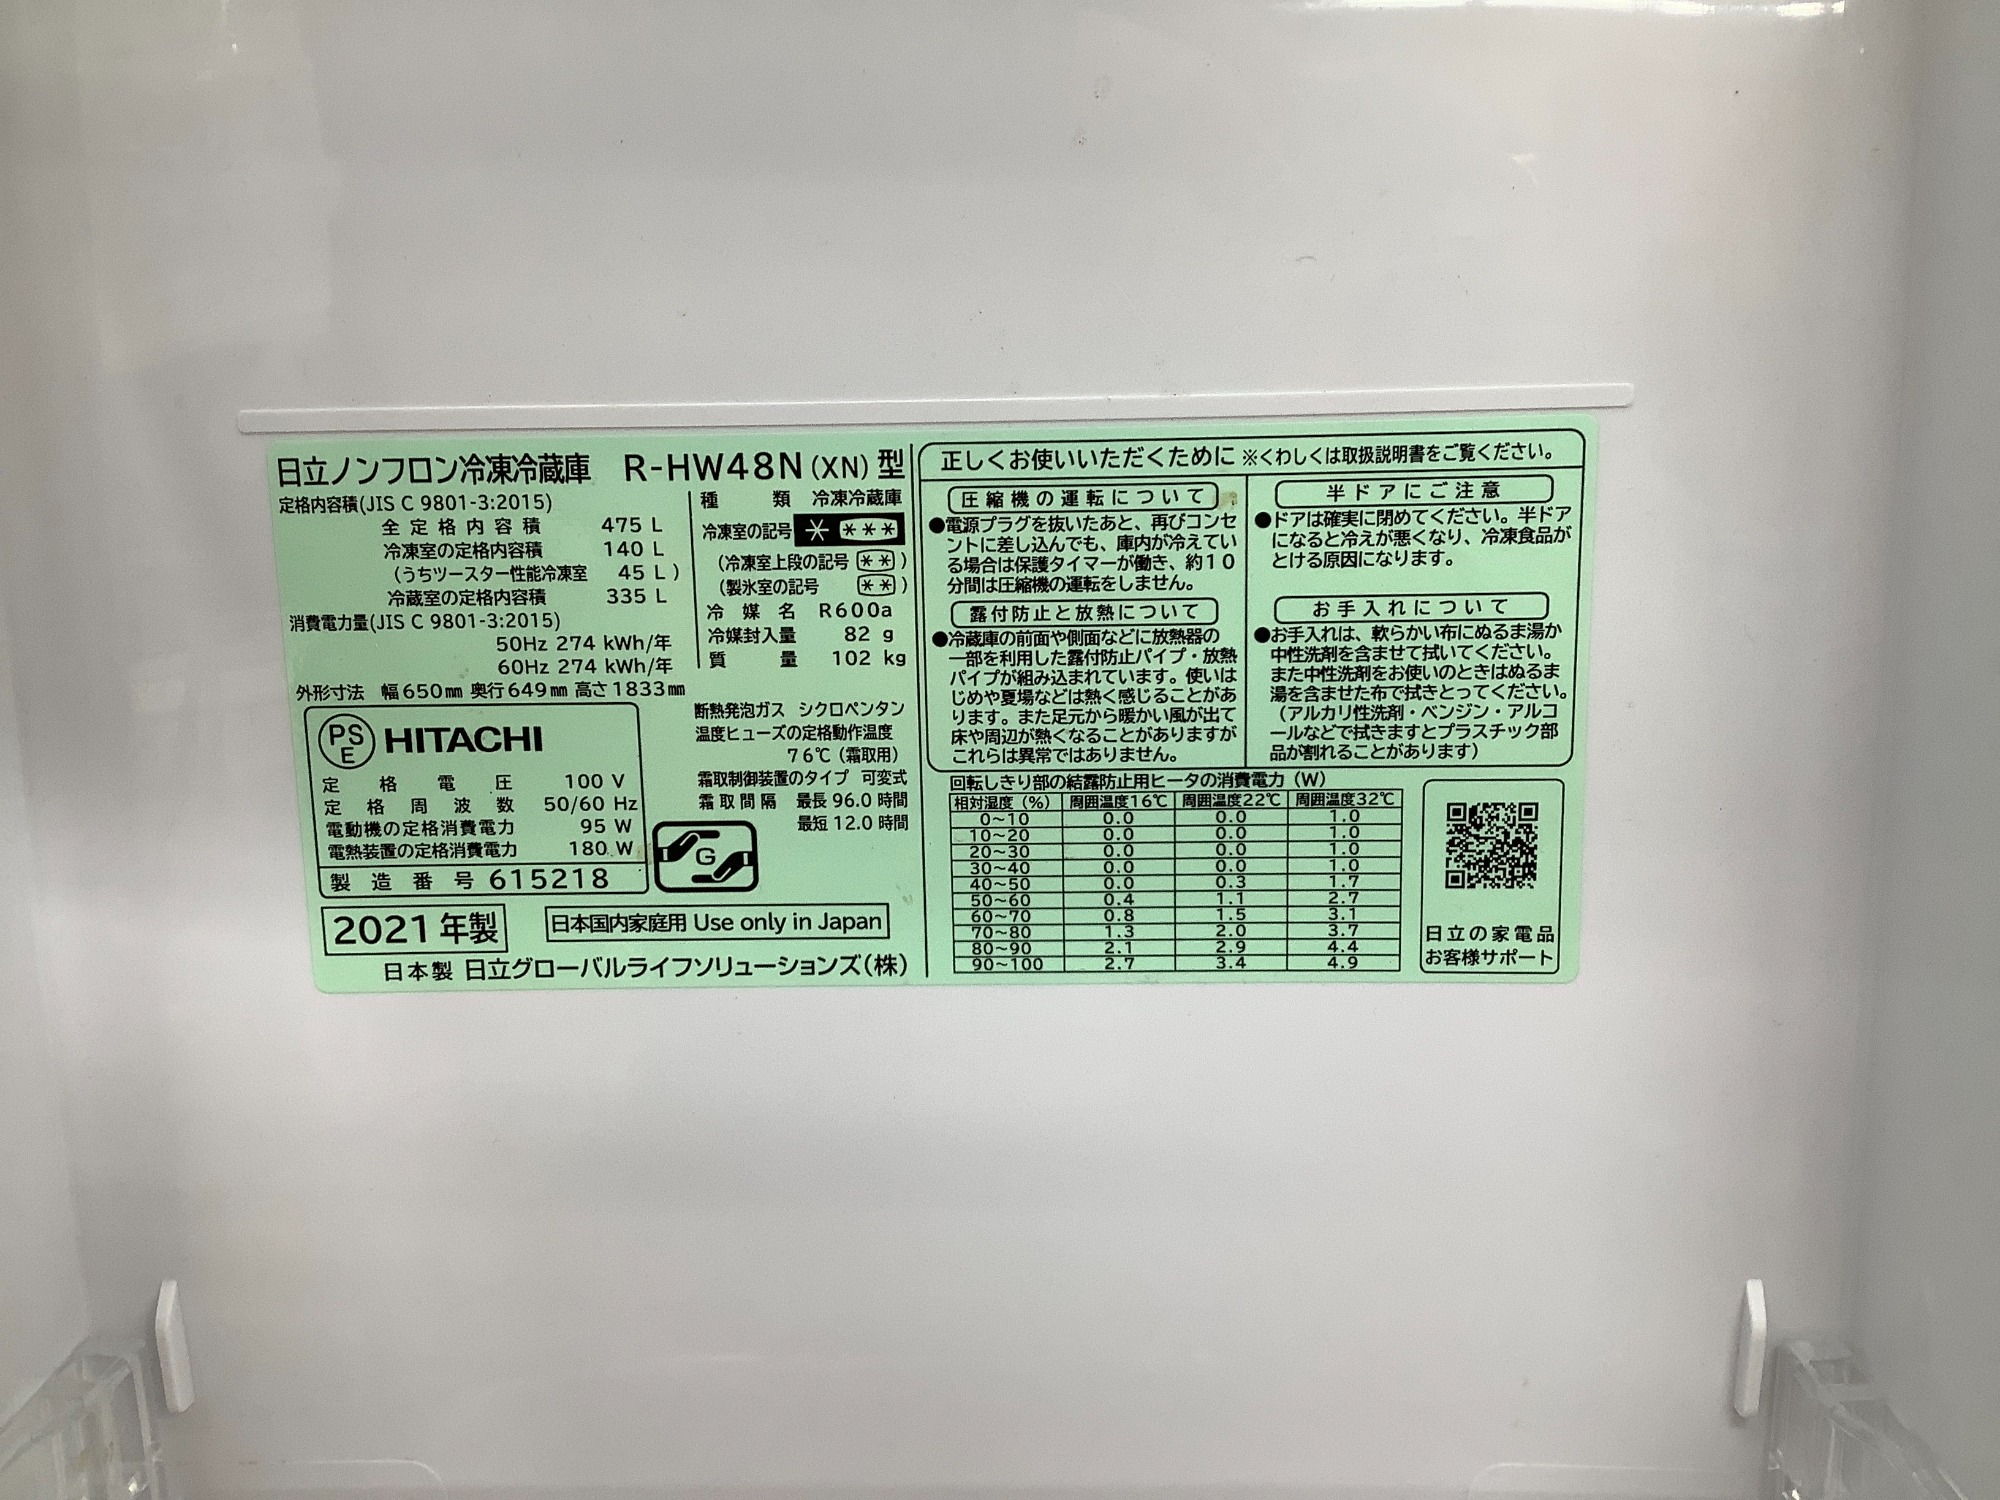 日立ノンフロン冷凍冷蔵庫 R-HW48N(XN)型
定格内容積(JIS C 9801-3:2015)
全定格内容積 475 L
冷凍室の定格内容積 140 L
(うちツースター性能冷凍室 45 L)
冷蔵室の定格内容積 335 L
消費電力量(JIS C 9801-3:2015)
50Hz 274 kWh/年
60Hz 274 kWh/年
外形寸法 幅650㎜ 奥行649㎜ 高さ1833㎜
種類 冷凍冷蔵庫
冷凍室の記号 * ***
(冷凍室上段の記号 **)
(製氷室の記号 **)
冷媒名 R600a
冷媒封入量 82 g
質量 102 kg
断熱発泡ガス シクロペンタン
温度ヒューズの定格動作温度
76℃(霜取用)
霜取制御装置のタイプ 可変式
霜取間隔 最長 96.0 時間
最短 12.0 時間
PS
E
HITACHI
定格電圧 100 V
定格周波数 50/60 Hz
電動機の定格消費電力 95 W
電熱装置の定格消費電力 180 W
製造番号 615218
G
2021年製
日本国内家庭用 Use only in Japan
日本製 日立グローバルライフソリューションズ(株)
正しくお使いいただくために ※くわしくは取扱説明書をご覧ください。
圧縮機の運転について
●電源プラグを抜いたあと、再びコンセ
ントに差し込んでも、庫内が冷えてい
る場合は保護タイマーが働き、約10
分間は圧縮機の運転をしません。
露付防止と放熱について
●冷蔵庫の前面や側面などに放熱器の
一部を利用した露付防止パイプ・放熱
パイプが組み込まれています。使いは
じめや夏場などは熱く感じることがあ
ります。また足元から暖かい風が出て
床や周辺が熱くなることがありますが
これらは異常ではありません。
半ドアにご注意
●ドアは確実に閉めてください。半ドア
になると冷えが悪くなり、冷凍食品が
とける原因になります。
お手入れについて
●お手入れは、軟らかい布にぬるま湯か
中性洗剤を含ませて拭いてください。
また中性洗剤をお使いのときはぬるま
湯を含ませた布で拭きとってください。
(アルカリ性洗剤・ベンジン・アルコ
ールなどで拭きますとプラスチック部
品が割れることがあります)
回転しきり部の結露防止用ヒータの消費電力(W)
相対湿度(%) 周囲温度16℃ 周囲温度22℃ 周囲温度32℃
0~10 0.0 0.0 1.0
10~20 0.0 0.0 1.0
20~30 0.0 0.0 1.0
30~40 0.0 0.0 1.0
40~50 0.0 0.3 1.7
50~60 0.4 1.1 2.7
60~70 0.8 1.5 3.1
70~80 1.3 2.0 3.7
80~90 2.1 2.9 4.4
90~100 2.7 3.4 4.9
日立の家電品
お客様サポート